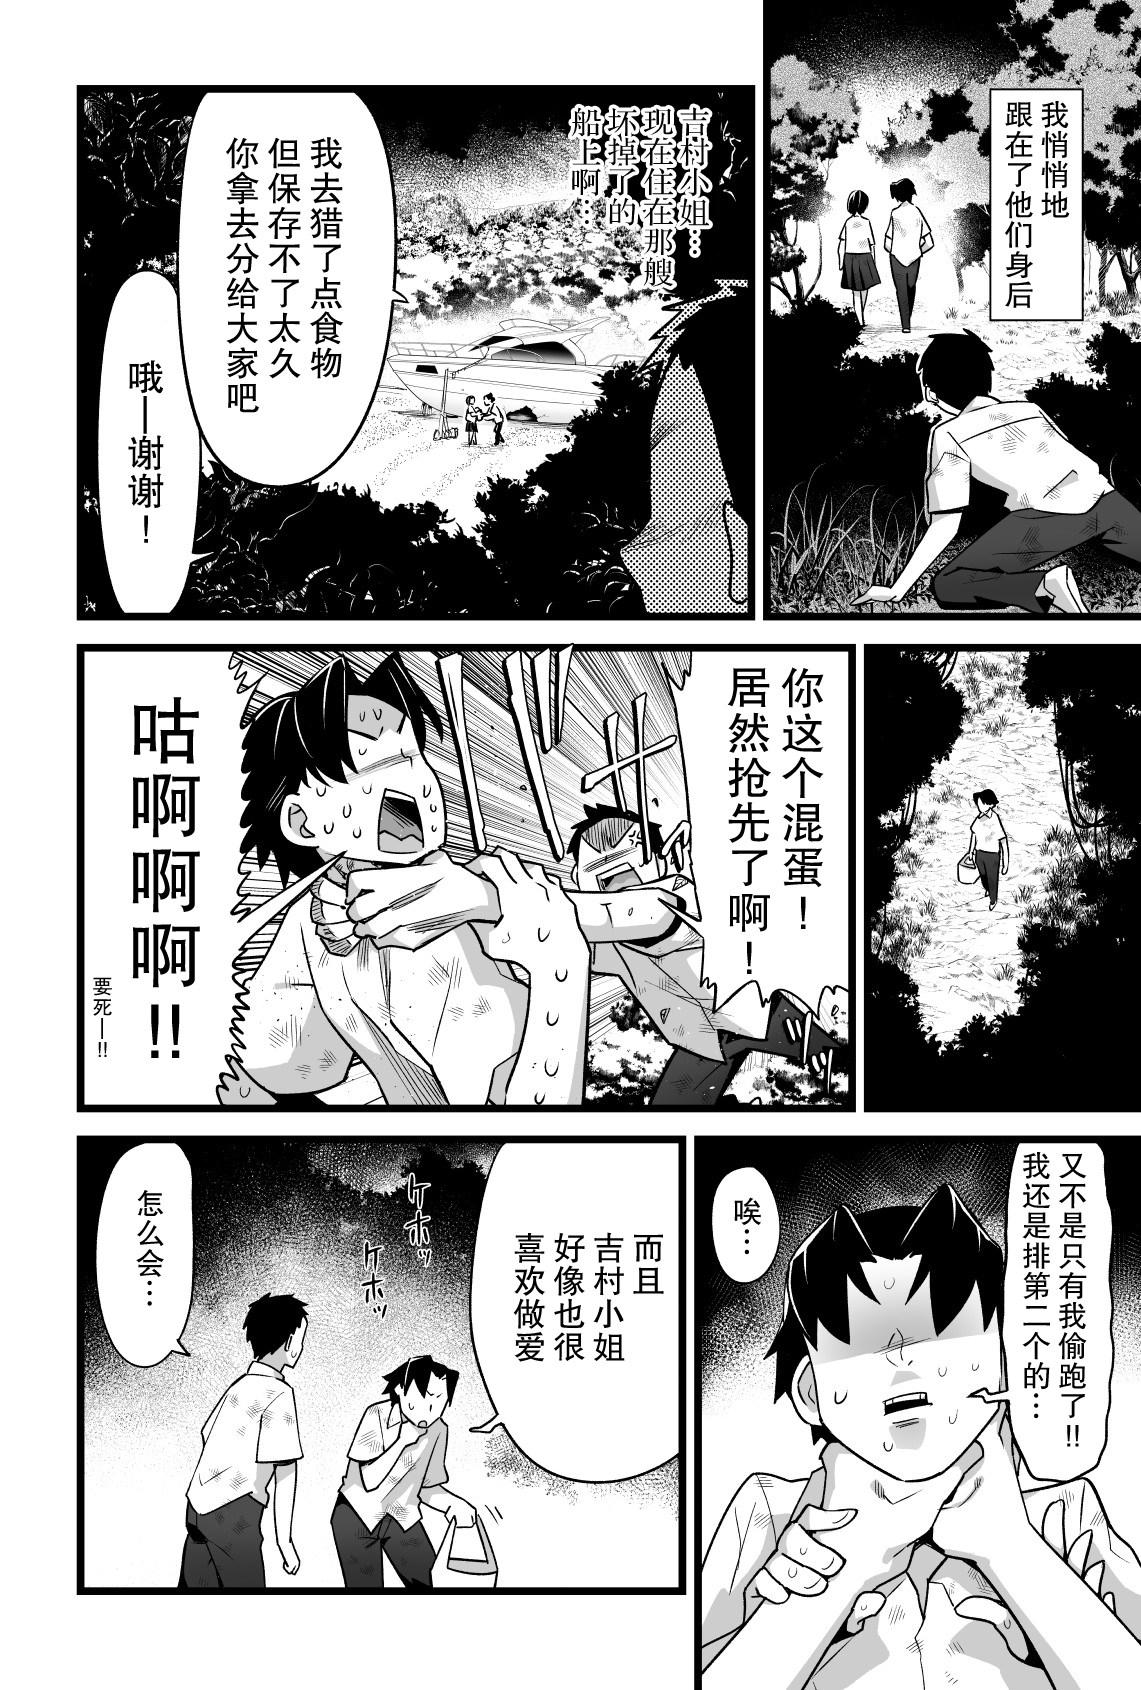 我悄悄地
跟在了他们身后
吉村小姐…
现在住在那艘
坏掉了的
船上啊…
我去猎了点食物
但保存不了太久
你拿去分给大家吧
哦—谢谢！
你这个混蛋！
居然抢先了啊！
咕啊啊啊!!
要死—!!
又不是只有我偷跑了!!
我还是排第二个的…
唉…
而且
吉村小姐
好像也很
喜欢做爱
ケホッ
ケホッ
怎么会…